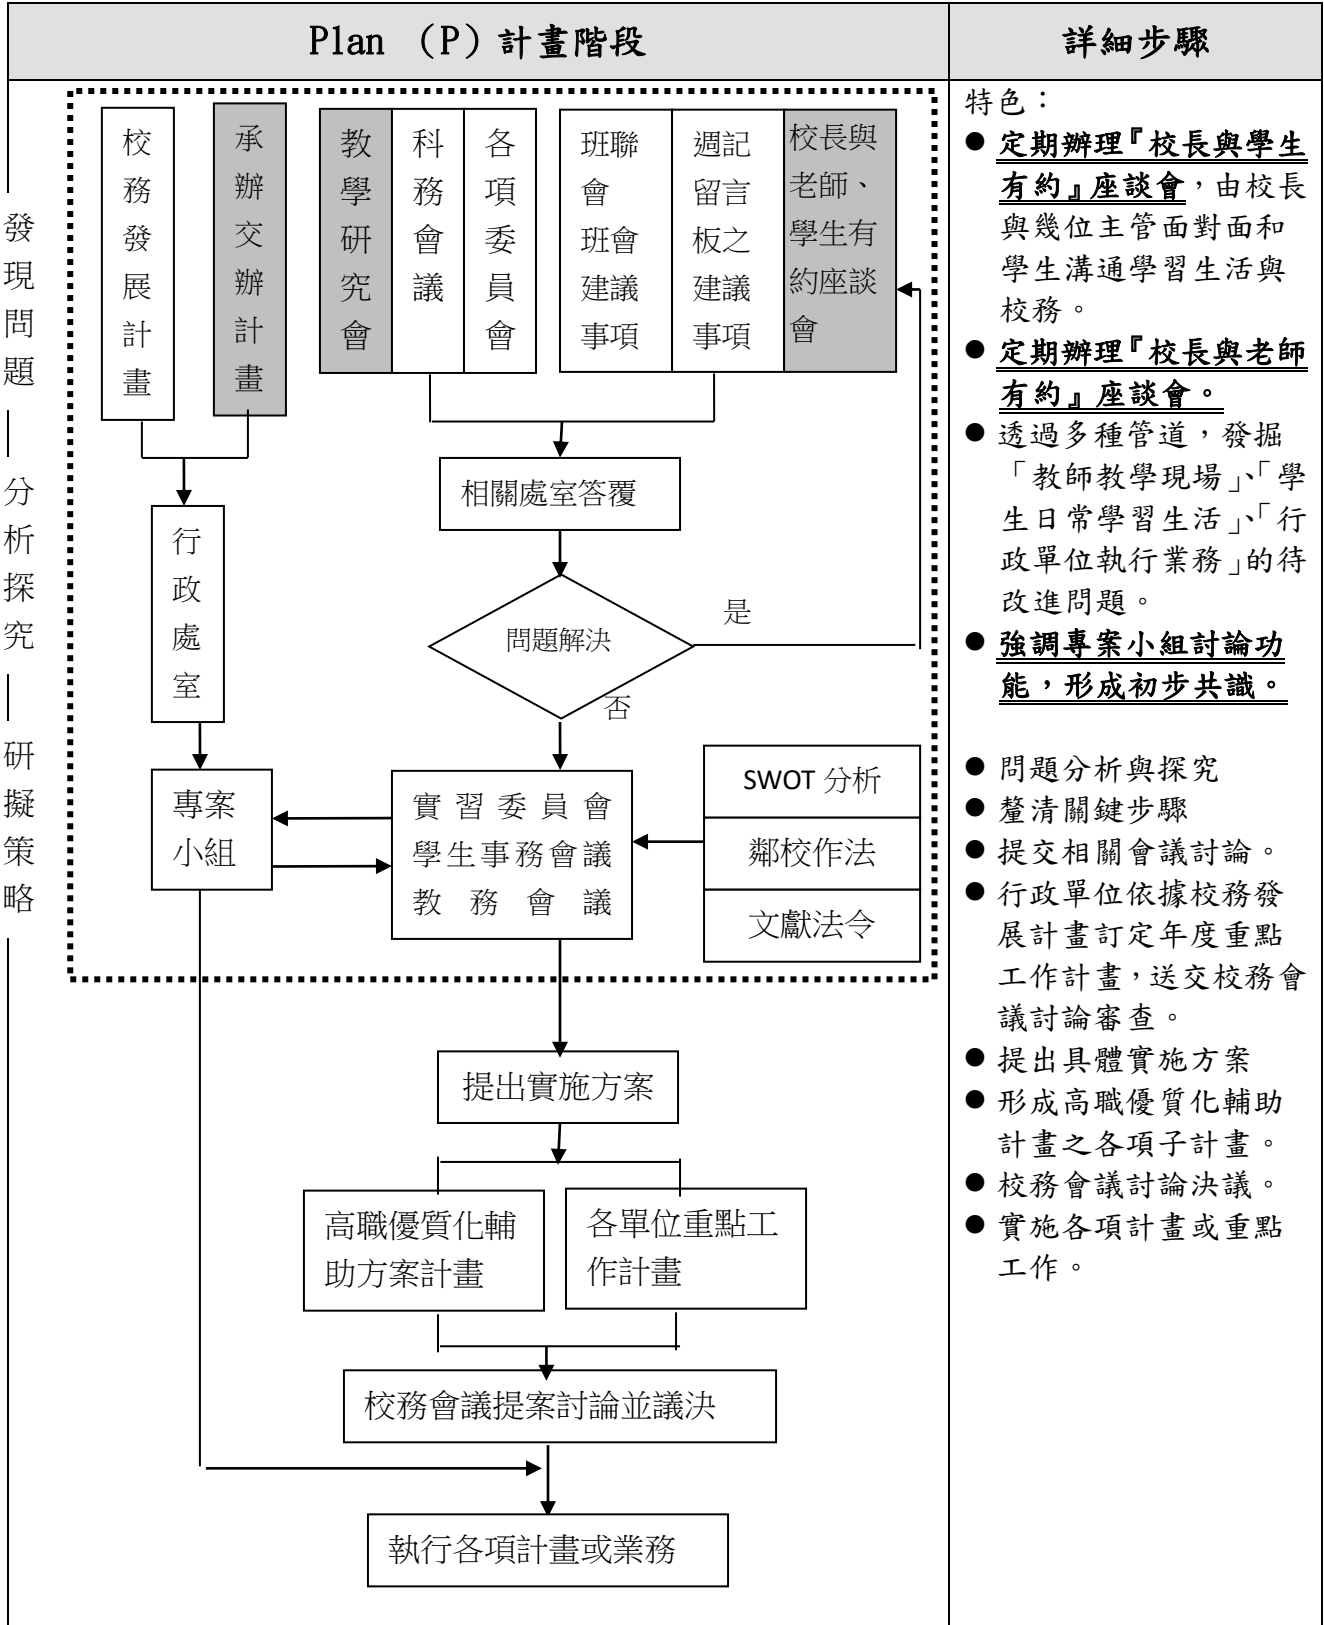 Plan （P）計畫階段
詳細步驟
發現問題
分析探究
研擬策略
校務發展計畫
承辦交辦計畫
教學研究會
科務會議
各項委員會
班聯
會
班會
建議
事項
週記
留言
板之
建議
事項
校長與
老師、
學生有
約座談
會
相關處室答覆
行政處室
問題解決
是
否
專案
小組
實習委員會
學生事務會議
教務會議
SWOT 分析
鄰校作法
文獻法令
提出實施方案
高職優質化輔
助方案計畫
各單位重點工
作計畫
校務會議提案討論並議決
執行各項計畫或業務
特色：
● 定期辦理『校長與學生
有約』座談會，由校長
與幾位主管面對面和
學生溝通學習生活與
校務。
● 定期辦理『校長與老師
有約』座談會。
● 透過多種管道，發掘
「教師教學現場」、「學
生日常學習生活」、「行
政單位執行業務」的待
改進問題。
● 強調專案小組討論功
能，形成初步共識。
● 問題分析與探究
● 釐清關鍵步驟
● 提交相關會議討論。
● 行政單位依據校務發
展計畫訂定年度重點
工作計畫，送交校務會
議討論審查。
● 提出具體實施方案
● 形成高職優質化輔助
計畫之各項子計畫。
● 校務會議討論決議。
● 實施各項計畫或重點
工作。